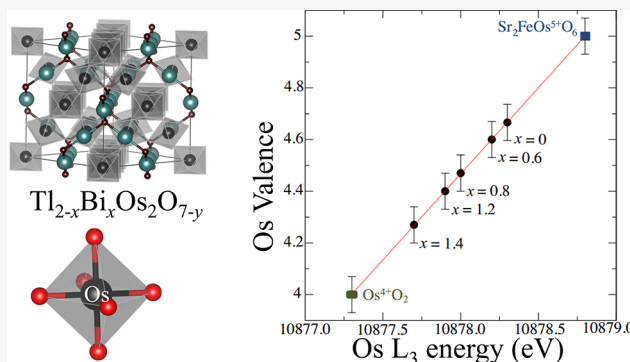 Tl2-xBixOs2O7-y
Os
Os Valence
5
4.8
4.6
4.4
4.2
4
Sr2FeOs5+O6
x = 0
x = 0.6
x = 0.8
x = 1.2
x = 1.4
Os4+O2
10877.0 10877.5 10878.0 10878.5 10879.0
Os L3 energy (eV)